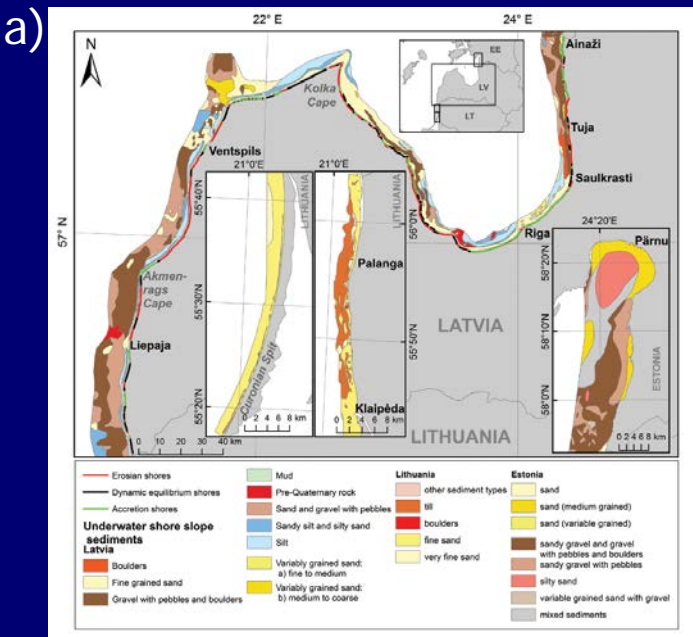 a)
22° E
24° E
N
Ainaži
EE
LV
LT
Kolka
Cape
Ventspils
Tuja
Saulkrasti
Riga
57° N
Akmen-
rags
Cape
Liepaja
21°0'E
LITHUANIA
55°40'N
55°30'N
55°20'N
Curonian Spit
0 2 4 6 8 km
21°0'E
LITHUANIA
56°0'N
Palanga
55°50'N
Klaipėda
0 2 4 6 8 km
LATVIA
LITHUANIA
24°20'E
Pärnu
58°20'N
58°10'N
58°0'N
ESTONIA
0 2 4 6 8 km
0 10 20 30 40 km
Erosian shores
Dynamic equilibrium shores
Accretion shores
Underwater shore slope
sediments
Latvia
Boulders
Fine grained sand
Gravel with pebbles and boulders
Mud
Pre-Quaternary rock
Sand and gravel with pebbles
Sandy silt and silty sand
Silt
Variably grained sand:
a) fine to medium
Variably grained sand:
b) medium to coarse
Lithuania
other sediment types
till
boulders
fine sand
very fine sand
Estonia
sand
sand (medium grained)
sand (variable grained)
sandy gravel and gravel
with pebbles and boulders
sandy gravel with pebbles
silty sand
variable grained sand with gravel
mixed sediments